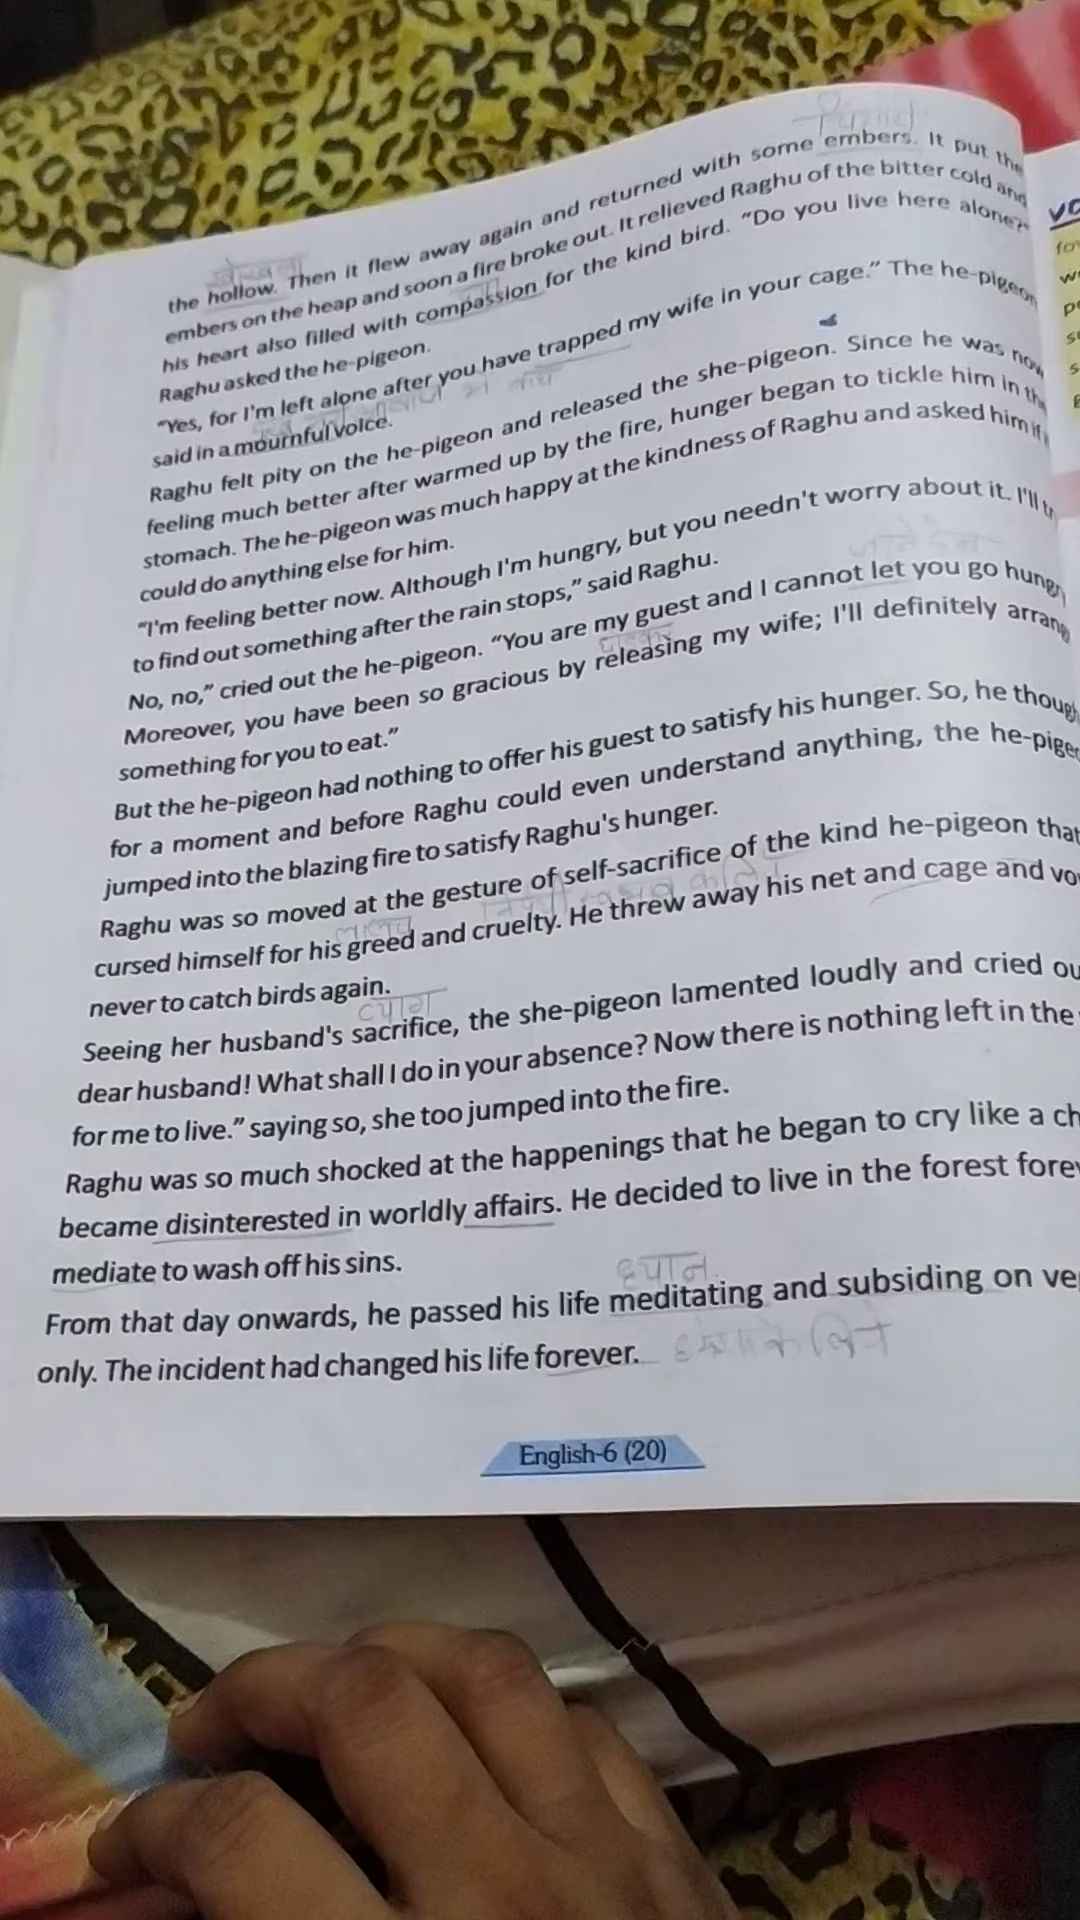 the hollow. Then it flew away again and returned with some embers. It put the
embers on the heap and soon a fire broke out. It relieved Raghu of the bitter cold and
his heart also filled with compassion for the kind bird. "Do you live here alone?"
Raghu asked the he-pigeon.
"Yes, for I'm left alone after you have trapped my wife in your cage." The he-pigeon
said in a mournful voice.
Raghu felt pity on the he-pigeon and released the she-pigeon. Since he was now
feeling much better after warmed up by the fire, hunger began to tickle him in the
stomach. The he-pigeon was much happy at the kindness of Raghu and asked him if
could do anything else for him.
"I'm feeling better now. Although I'm hungry, but you needn't worry about it. I'll
to find out something after the rain stops," said Raghu.
जाने देना
No, no," cried out the he-pigeon. "You are my guest and I cannot let you go hungry
Moreover, you have been so gracious by releasing my wife; I'll definitely
something for you to eat."
But the he-pigeon had nothing to offer his guest to satisfy his hunger. So, he
for a moment and before Raghu could even understand anything, the
jumped into the blazing fire to satisfy Raghu's hunger.
Raghu was so moved at the gesture of self-sacrifice of the kind he-pigeon that
लालच
cursed himself for his greed and cruelty. He threw away his net and cage and
never to catch birds again.
त्याग
Seeing her husband's sacrifice, the she-pigeon lamented loudly and cried
dear husband! What shall I do in your absence? Now there is nothing left in the
for me to live." saying so, she too jumped into the fire.
Raghu was so much shocked at the happenings that he began to cry like a
became disinterested in worldly affairs. He decided to live in the forest
mediate to wash off his sins.
ध्यान
From that day onwards, he passed his life meditating and subsiding on
only. The incident had changed his life forever.
English-6 (20)